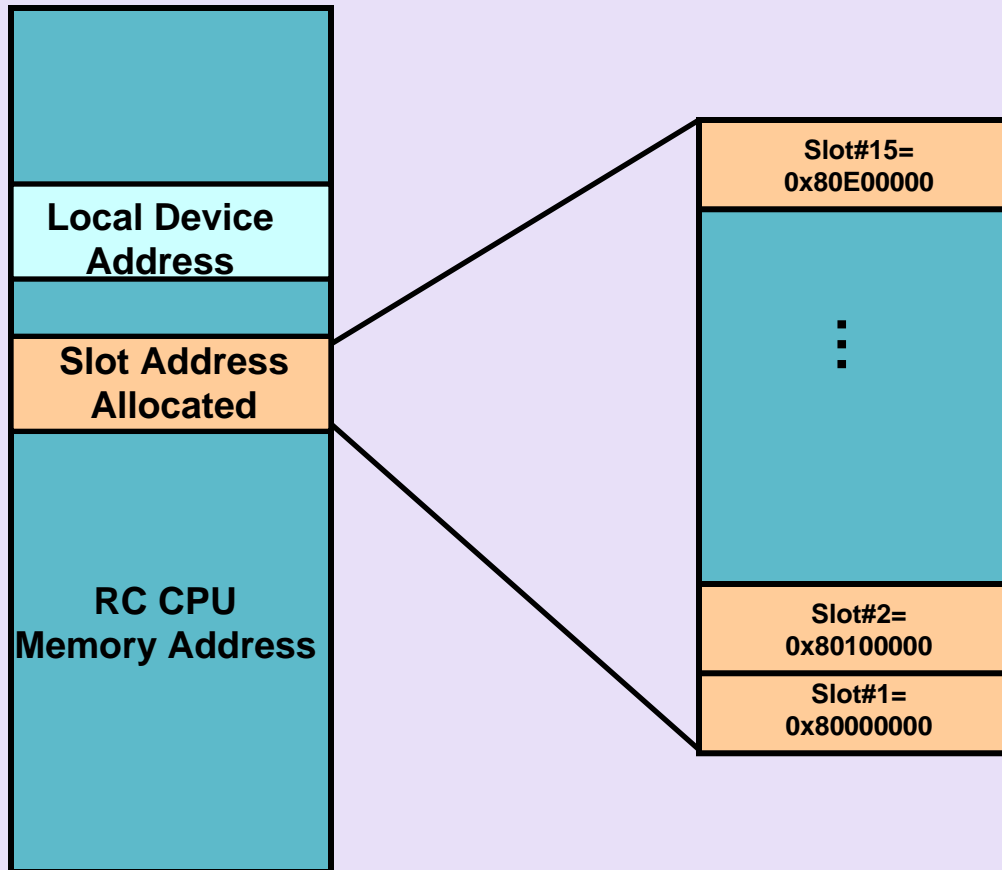 Local Device
Address
Slot Address
Allocated
RC CPU
Memory Address
Slot#15=
0x80E00000
⋮
Slot#2=
0x80100000
Slot#1=
0x80000000